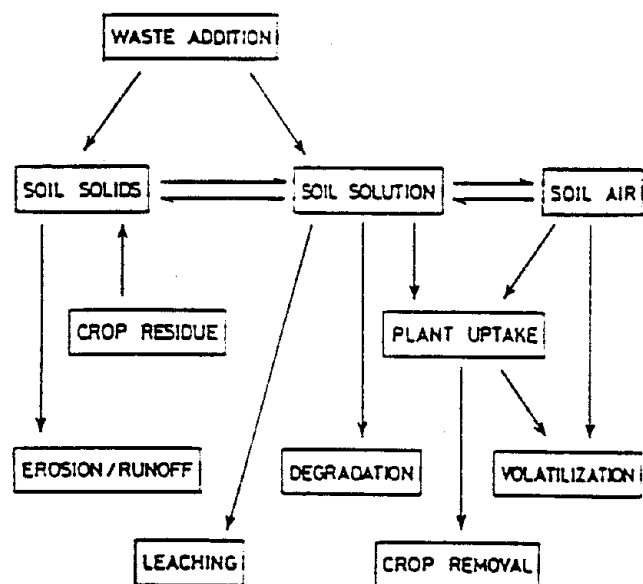 WASTE ADDITION
SOIL SOLIDS
SOIL SOLUTION
SOIL AIR
CROP RESIDUE
PLANT UPTAKE
EROSION/RUNOFF
DEGRADATION
VOLATILIZATION
LEACHING
CROP REMOVAL